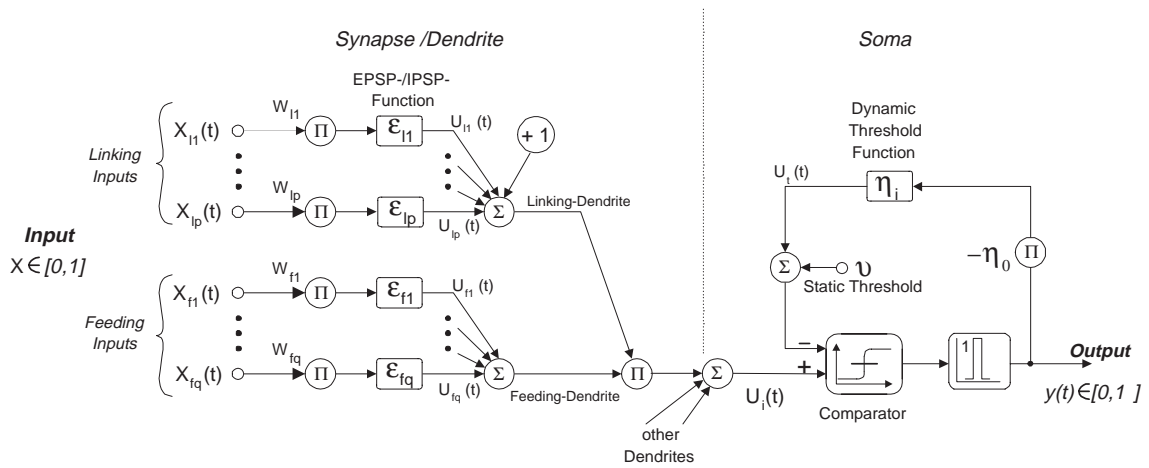 Synapse /Dendrite
Soma
EPSP-/IPSP-
Function
Linking
Inputs
X_l1(t)
W_l1
Π
ε_l1
U_l1 (t)
+ 1
X_lp(t)
W_lp
Π
ε_lp
U_lp (t)
Σ
Linking-Dendrite
Input
X ∈ [0,1]
Feeding
Inputs
X_f1(t)
W_f1
Π
ε_f1
U_f1 (t)
X_fq(t)
W_fq
Π
ε_fq
U_fq (t)
Σ
Feeding-Dendrite
Π
Σ
other
Dendrites
U_i(t)
Dynamic
Threshold
Function
U_t (t)
η_i
−η_0
Π
Σ
υ
Static Threshold
−
+
Comparator
1
Output
y(t) ∈ [0,1 ]